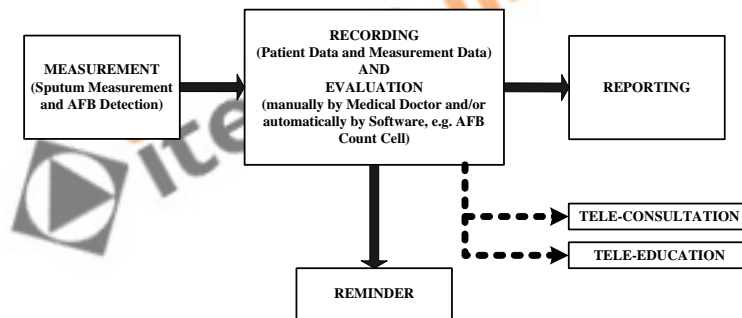 MEASUREMENT
(Sputum Measurement
and AFB Detection)
RECORDING
(Patient Data and Measurement Data)
AND
EVALUATION
(manually by Medical Doctor and/or
automatically by Software, e.g. AFB
Count Cell)
REPORTING
TELE-CONSULTATION
TELE-EDUCATION
REMINDER
ite